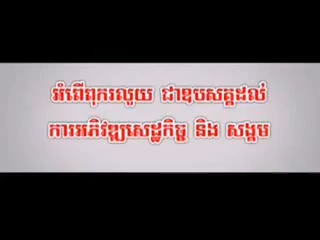 អំពើពុករលួយ ជាឧបសគ្គដល់
ការអភិវឌ្ឍសេដ្ឋកិច្ច និង សង្គម